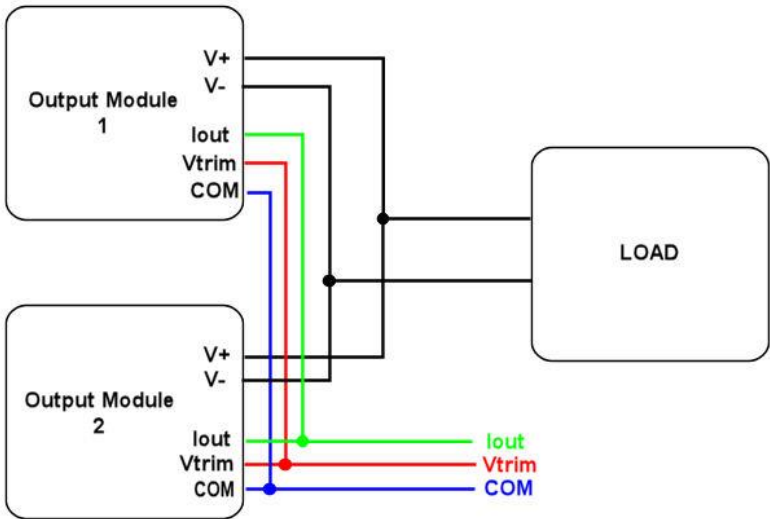 Output Module
1
V+
V-
Iout
Vtrim
COM
LOAD
Output Module
2
V+
V-
Iout
Vtrim
COM
Iout
Vtrim
COM